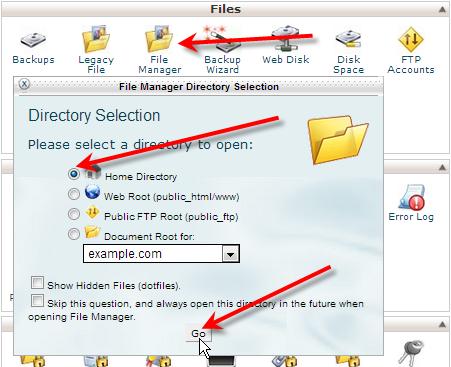 Files
Backups
Legacy File
File Manager
Backup Wizard
Web Disk
Disk Space
FTP Accounts
File Manager Directory Selection
Directory Selection
Please select a directory to open:
Home Directory
Web Root (public_html/www)
Public FTP Root (public_ftp)
Document Root for:
example.com
Show Hidden Files (dotfiles).
Skip this question, and always open this directory in the future when
opening File Manager.
Go
Error Log